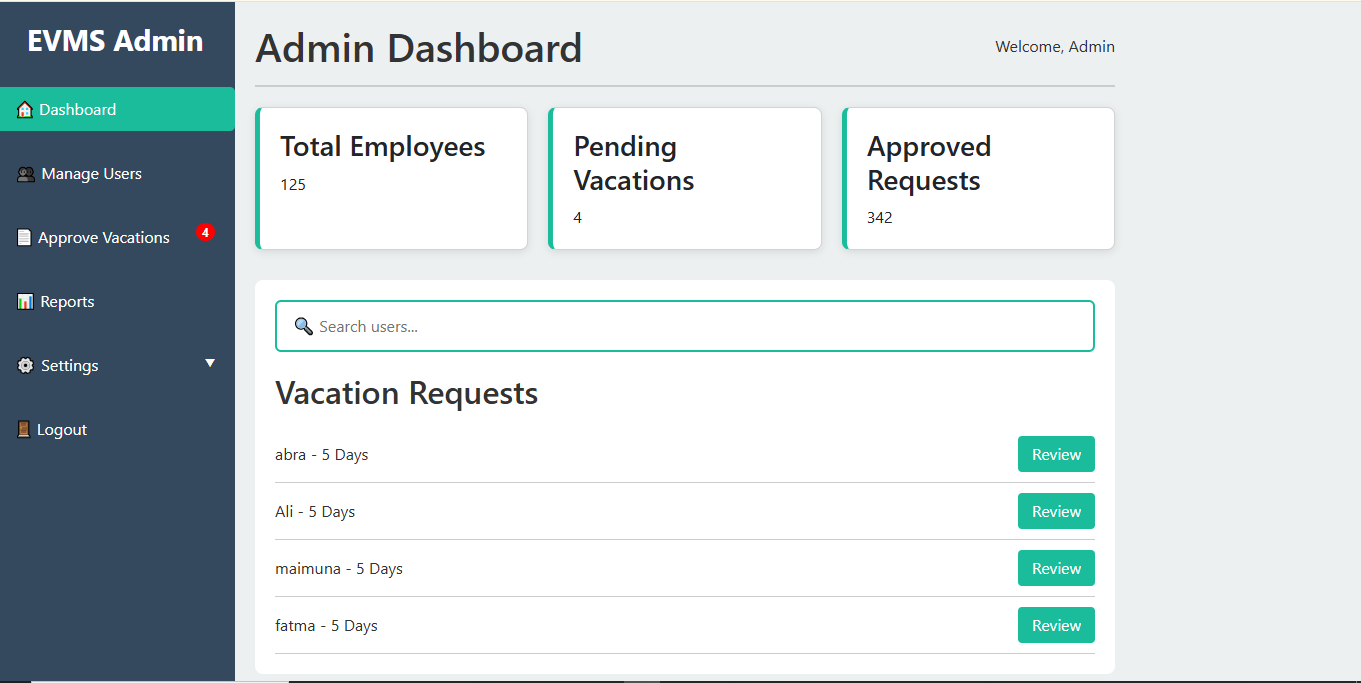 EVMS Admin
Dashboard
Manage Users
Approve Vacations 4
Reports
Settings ▼
Logout
Admin Dashboard
Welcome, Admin
Total Employees
125
Pending
Vacations
4
Approved
Requests
342
Search users...
Vacation Requests
abra - 5 Days Review
Ali - 5 Days Review
maimuna - 5 Days Review
fatma - 5 Days Review